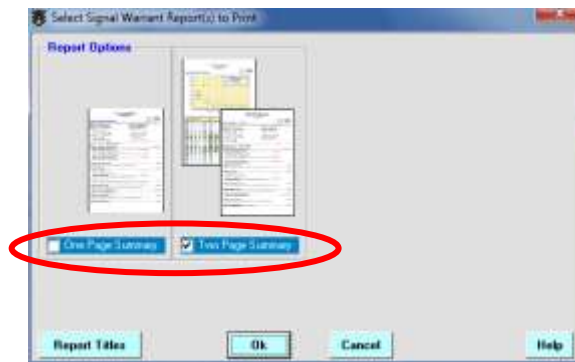 Select Signal Warrant Report(s) to Print
Report Options
One Page Summary
Two Page Summary
Report Titles
Ok
Cancel
Help